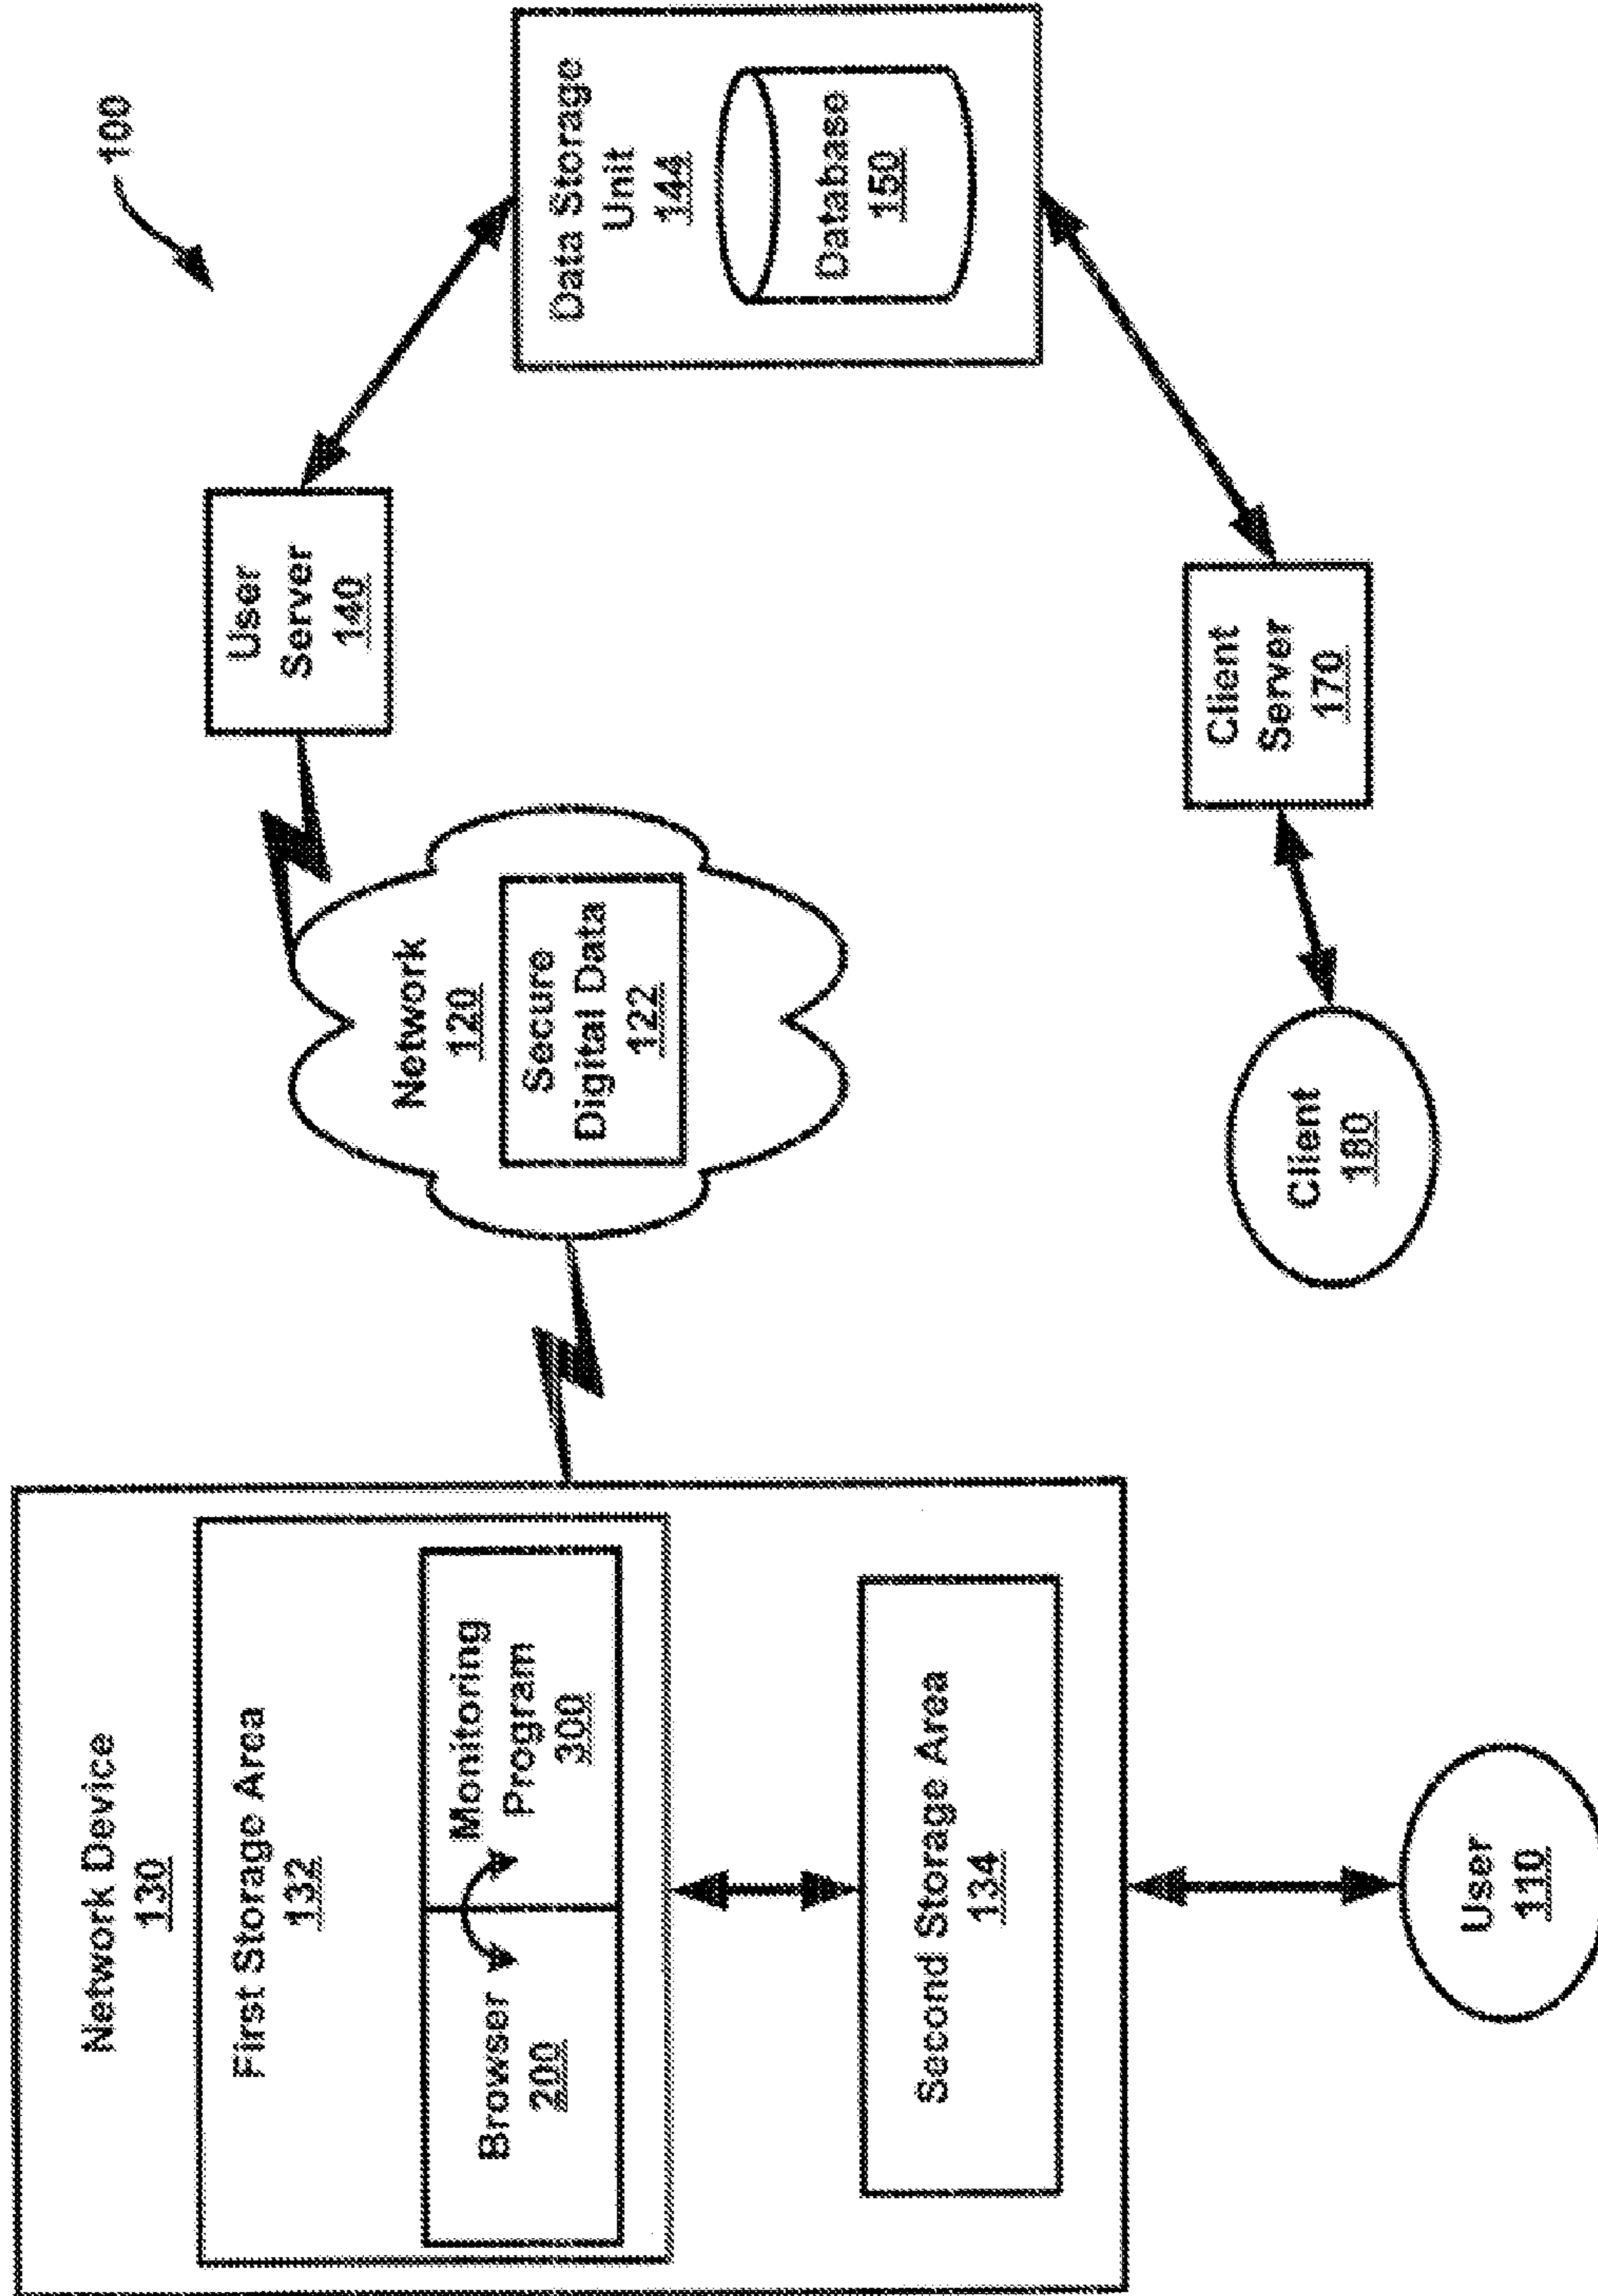 100
Network Device
130
First Storage Area
132
Browser
200
Monitoring
Program
300
Second Storage Area
134
User
110
Network
120
Secure
Digital Data
122
User
Server
140
Data Storage
Unit
144
Database
150
Client
Server
170
Client
180